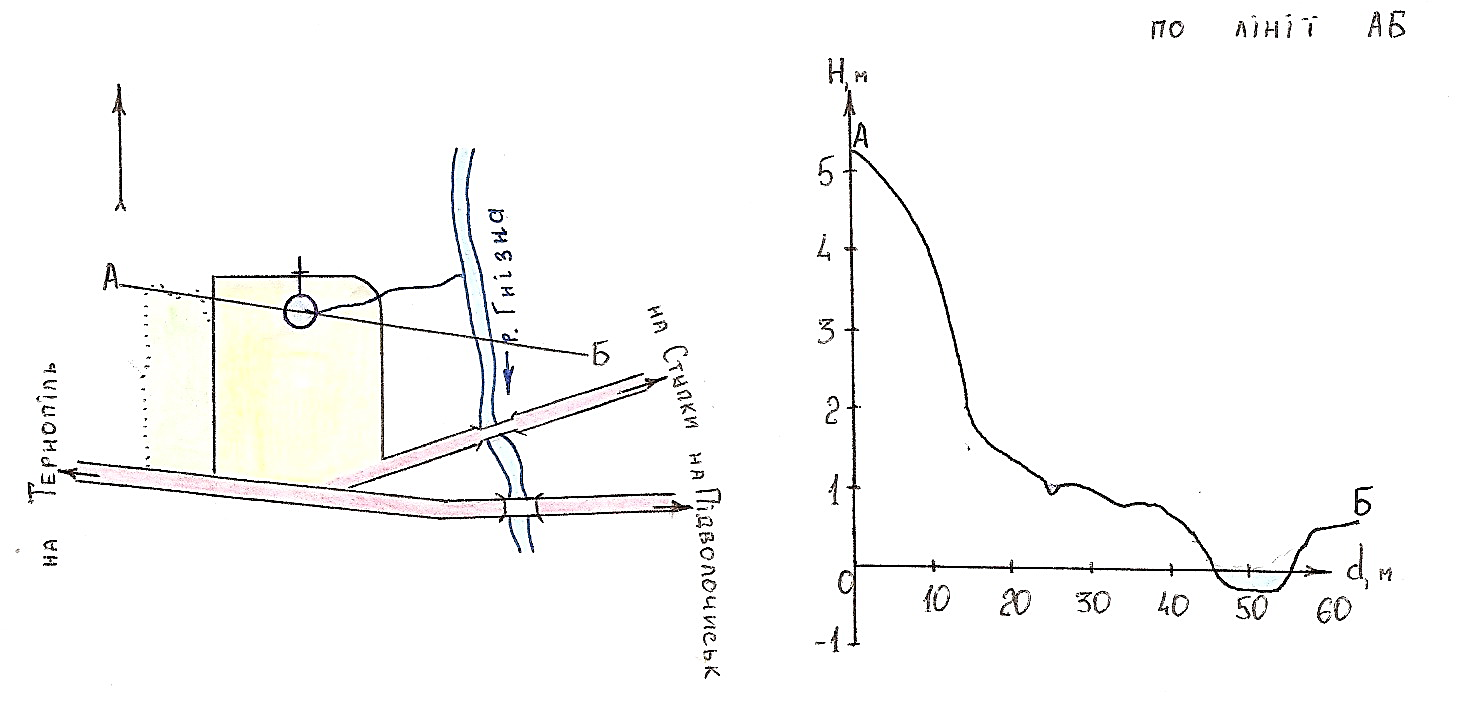 по лінії АБ
А
Б
р. Гнізна
на Тернопіль
на Ступки
на Підволочиськ
Н, м
А
5
4
3
2
1
0
-1
10 20 30 40 50 60
d, м
Б